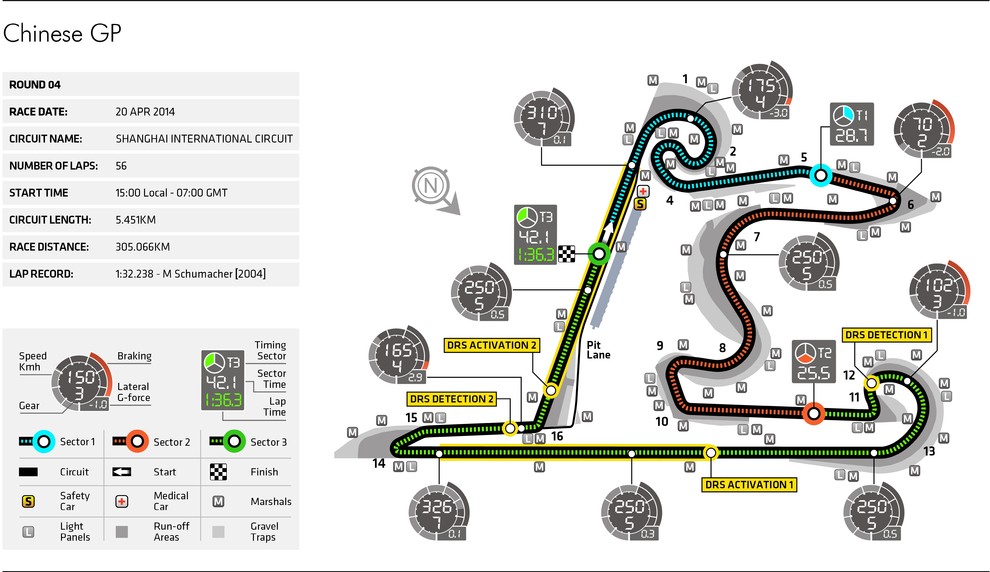 Chinese GP
ROUND 04
RACE DATE: 20 APR 2014
CIRCUIT NAME: SHANGHAI INTERNATIONAL CIRCUIT
NUMBER OF LAPS: 56
START TIME 15:00 Local - 07:00 GMT
CIRCUIT LENGTH: 5.451KM
RACE DISTANCE: 305.066KM
LAP RECORD: 1:32.238 - M Schumacher [2004]
Speed Kmh
Gear
150
3
-1.0
Braking
Lateral G-force
T3
42.1
1:36.3
Timing Sector
Sector Time
Lap Time
Sector 1
Sector 2
Sector 3
Circuit
Start
Finish
S
Safety Car
Medical Car
M
Marshals
L
Light Panels
Run-off Areas
Gravel Traps
N
310
7
0.1
1
175
4
-3.0
2
4
5
T1
28.7
70
2
-2.0
6
7
250
5
0.5
T3
42.1
1:36.3
S
250
5
0.5
Pit Lane
8
9
10
T2
25.5
DRS DETECTION 1
102
3
-1.0
11
12
13
DRS ACTIVATION 2
165
4
2.9
DRS DETECTION 2
15
16
14
DRS ACTIVATION 1
326
7
0.1
250
5
0.3
250
5
0.5